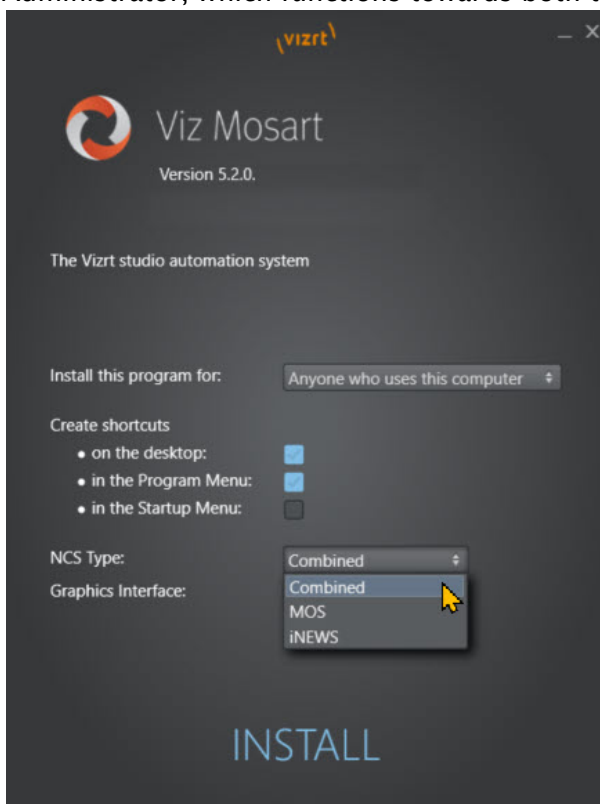 Administrator, which functions towards both t
vizrt
Viz Mosart
Version 5.2.0.
The Vizrt studio automation system
Install this program for: Anyone who uses this computer
Create shortcuts
• on the desktop:
• in the Program Menu:
• in the Startup Menu:
NCS Type: Combined
Graphics Interface: Combined
MOS
iNEWS
INSTALL